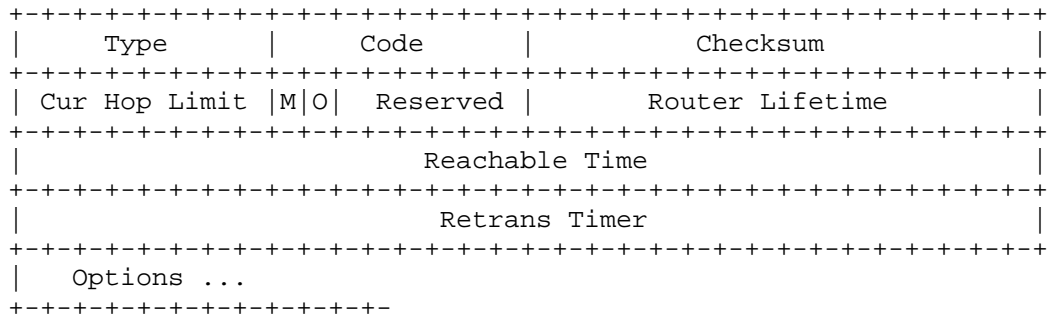 +-+-+-+-+-+-+-+-+-+-+-+-+-+-+-+-+-+-+-+-+-+-+-+-+-+-+-+-+-+-+-+-+
|     Type      |     Code      |          Checksum             |
+-+-+-+-+-+-+-+-+-+-+-+-+-+-+-+-+-+-+-+-+-+-+-+-+-+-+-+-+-+-+-+-+
| Cur Hop Limit |M|O|  Reserved |       Router Lifetime         |
+-+-+-+-+-+-+-+-+-+-+-+-+-+-+-+-+-+-+-+-+-+-+-+-+-+-+-+-+-+-+-+-+
|                         Reachable Time                        |
+-+-+-+-+-+-+-+-+-+-+-+-+-+-+-+-+-+-+-+-+-+-+-+-+-+-+-+-+-+-+-+-+
|                          Retrans Timer                        |
+-+-+-+-+-+-+-+-+-+-+-+-+-+-+-+-+-+-+-+-+-+-+-+-+-+-+-+-+-+-+-+-+
|   Options ...
+-+-+-+-+-+-+-+-+-+-+-+-